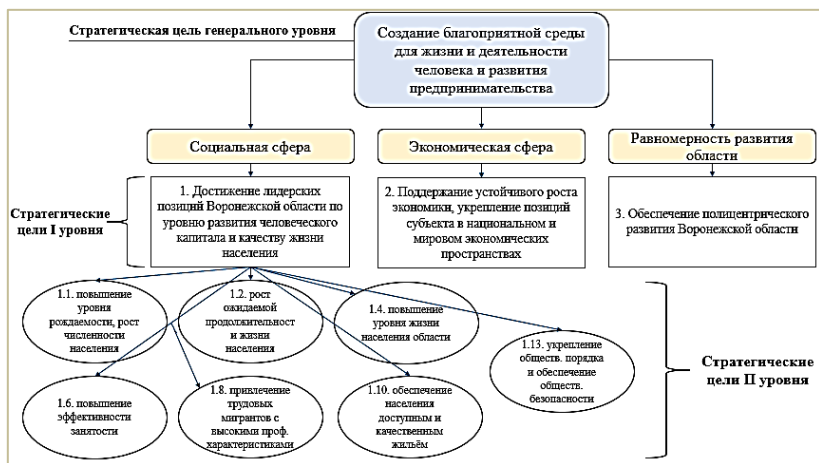 Стратегическая цель генерального уровня
Создание благоприятной среды
для жизни и деятельности
человека и развития
предпринимательства
Социальная сфера
Экономическая сфера
Равномерность развития
области
Стратегические
цели I уровня
1. Достижение лидерских
позиций Воронежской области по
уровню развития человеческого
капитала и качеству жизни
населения
2. Поддержание устойчивого роста
экономики, укрепление позиций
субъекта в национальном и
мировом экономических
пространствах
3. Обеспечение полицентрического
развития Воронежской области
1.1. повышение
уровня
рождаемости, рост
численности
населения
1.2. рост
ожидаемой
продолжительност
и жизни
населения
1.4. повышение
уровня жизни
населения области
1.13. укрепление
обществ. порядка
и обеспечение
обществ.
безопасности
Стратегические
цели II уровня
1.6. повышение
эффективности
занятости
1.8. привлечение
трудовых
мигрантов с
высокими проф.
характеристиками
1.10. обеспечение
населения
доступным и
качественным
жильём